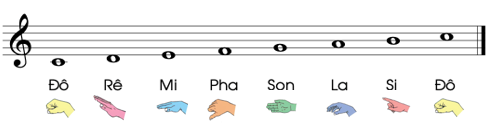 Đô Rê Mi Pha Son La Si Đô